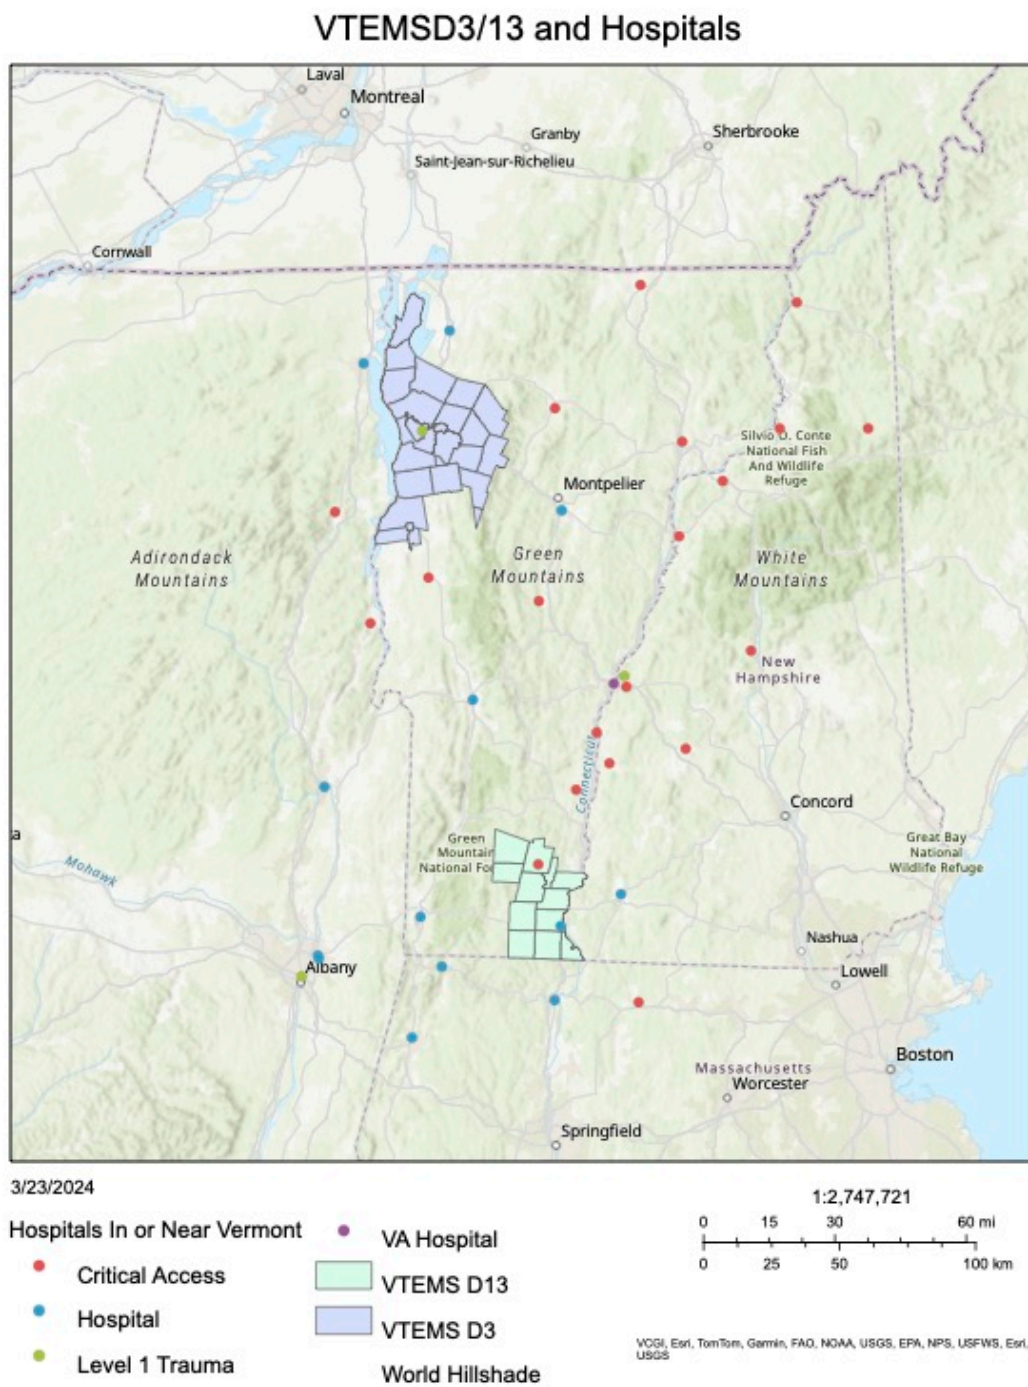 VTEMSD3/13 and Hospitals
Laval
Montreal
Granby
Sherbrooke
Saint-Jean-sur-Richelieu
Cornwall
Silvio O. Conte
National Fish
And Wildlife
Refuge
Montpelier
Adirondack
Mountains
Green
Mountains
White
Mountains
New
Hampshire
Connecticut
Concord
Green
Mountain
National For
Great Bay
National
Wildlife Refuge
a
Mohawk
Nashua
Albany
Lowell
Boston
Massachusetts
Worcester
Springfield
3/23/2024
1:2,747,721
0 15 30 60 mi
0 25 50 100 km
Hospitals In or Near Vermont
Critical Access
Hospital
Level 1 Trauma
VA Hospital
VTEMS D13
VTEMS D3
World Hillshade
VCGI, Esri, TomTom, Garmin, FAO, NOAA, USGS, EPA, NPS, USFWS, Esri,
USGS